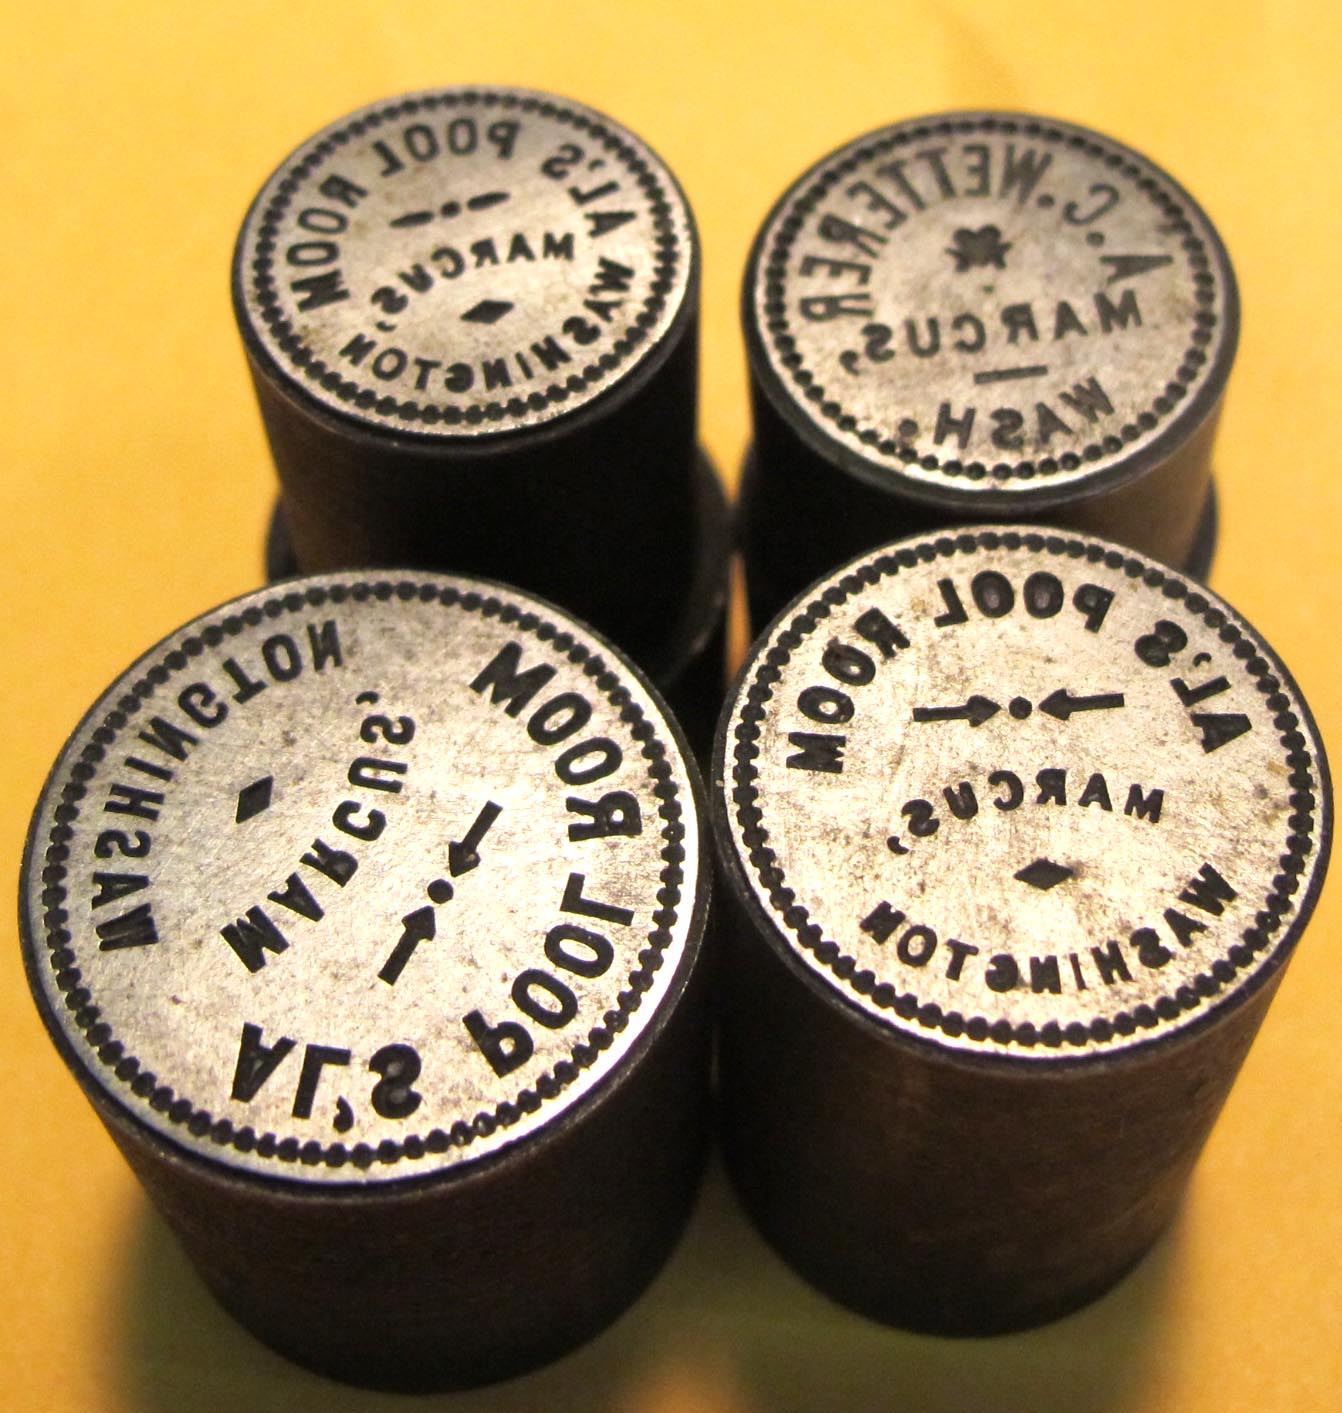 AL'S POOL ROOM
MARCUS,
WASHINGTON
A.C. WETTERER
MARCUS,
WASH.
AL'S POOL ROOM
MARCUS,
WASHINGTON
AL'S POOL ROOM
MARCUS,
WASHINGTON